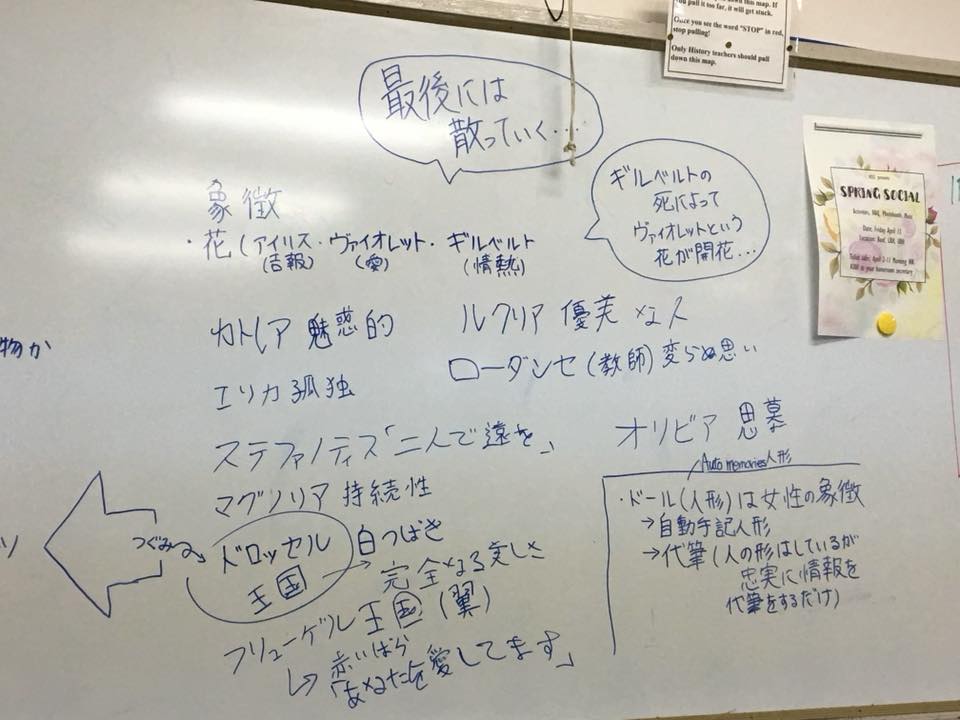 down this map. If
you pull it too far, it will get stuck.
Once you see the word "STOP" in red,
stop pulling!
Only History teachers should pull
down this map.
最後には
散っていく...
SPRING SOCIAL
Date: Friday April
象徴
・花(アイリス・ヴァイオレット・ギルベルト
(吉報) (愛) (情熱)
ギルベルトの
死によって
ヴァイオレットという
花が開花...
カトレア 魅惑的
ルクリア 優美な人
物か
エリカ 孤独
ローダンセ(教師)変らぬ思い
ステファノティス「二人で遠を」
オリビア 思慕
マグノリア 持続性
Auto memories人形
・ドール(人形)は女性の象徴
→自動手記人形
→代筆(人の形はしているが
忠実に情報を
代筆をするだけ)
つぐみ
ドロッセル
王国
→白つばき
完全なる美しさ
フリューゲル王国(翼)
↳赤いばら
「あなたを愛してます」